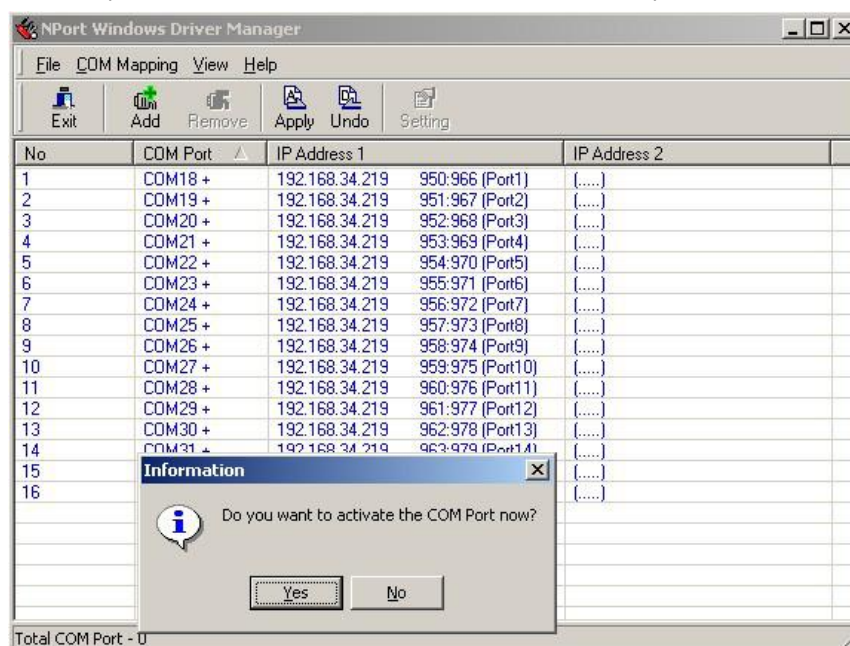 NPort Windows Driver Manager
File COM Mapping View Help
Exit Add Remove Apply Undo Setting
No COM Port IP Address 1 IP Address 2
1 COM18 + 192.168.34.219 950:966 (Port1) (.....)
2 COM19 + 192.168.34.219 951:967 (Port2) (.....)
3 COM20 + 192.168.34.219 952:968 (Port3) (.....)
4 COM21 + 192.168.34.219 953:969 (Port4) (.....)
5 COM22 + 192.168.34.219 954:970 (Port5) (.....)
6 COM23 + 192.168.34.219 955:971 (Port6) (.....)
7 COM24 + 192.168.34.219 956:972 (Port7) (.....)
8 COM25 + 192.168.34.219 957:973 (Port8) (.....)
9 COM26 + 192.168.34.219 958:974 (Port9) (.....)
10 COM27 + 192.168.34.219 959:975 (Port10) (.....)
11 COM28 + 192.168.34.219 960:976 (Port11) (.....)
12 COM29 + 192.168.34.219 961:977 (Port12) (.....)
13 COM30 + 192.168.34.219 962:978 (Port13) (.....)
14 COM31 + 192.168.34.219 963:979 (Port14) (.....)
15 (.....)
16 (.....)
Information
Do you want to activate the COM Port now?
Yes No
Total COM Port - 0